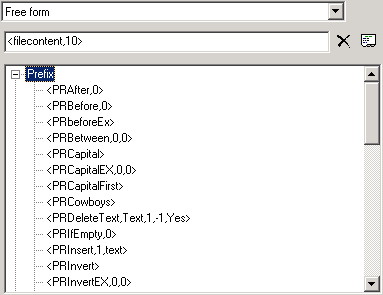 Free form
<filecontent,10>
Prefix
<PRAfter,0>
<PRBefore,0>
<PRbeforeEx>
<PRBetween,0,0>
<PRCapital>
<PRCapitalEX,0,0>
<PRCapitalFirst>
<PRCowboys>
<PRDeleteText,Text,1,-1,Yes>
<PRIfEmpty,0>
<PRInsert,1,text>
<PRInvert>
<PRInvertEX,0,0>